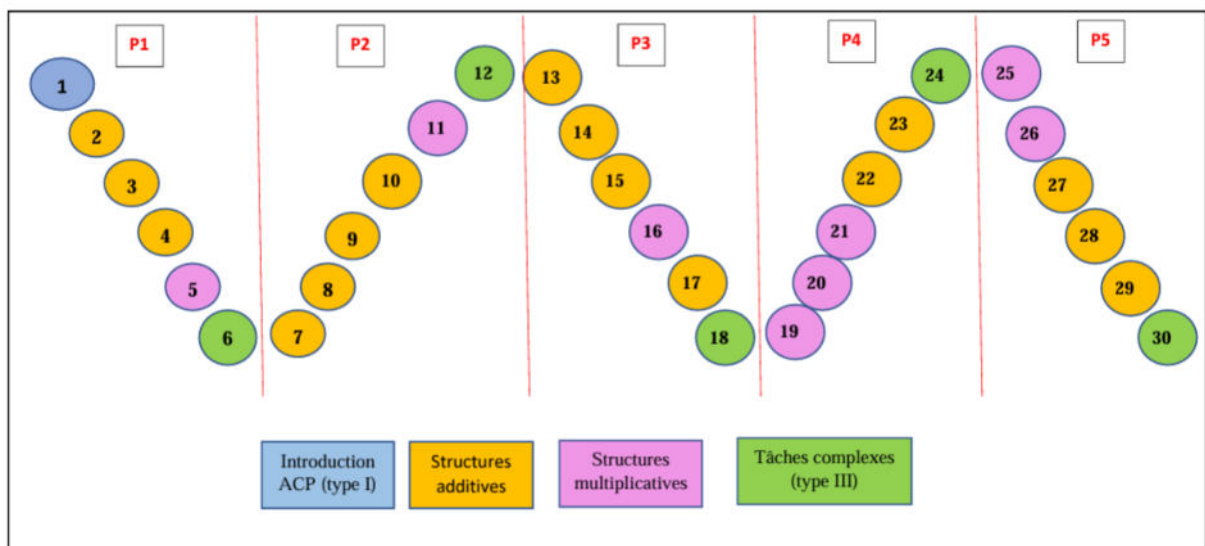 P1
P2
P3
P4
P5
1
2
3
4
5
6
7
8
9
10
11
12
13
14
15
16
17
18
19
20
21
22
23
24
25
26
27
28
29
30
Introduction
ACP (type I)
Structures
additives
Structures
multiplicatives
Tâches complexes
(type III)